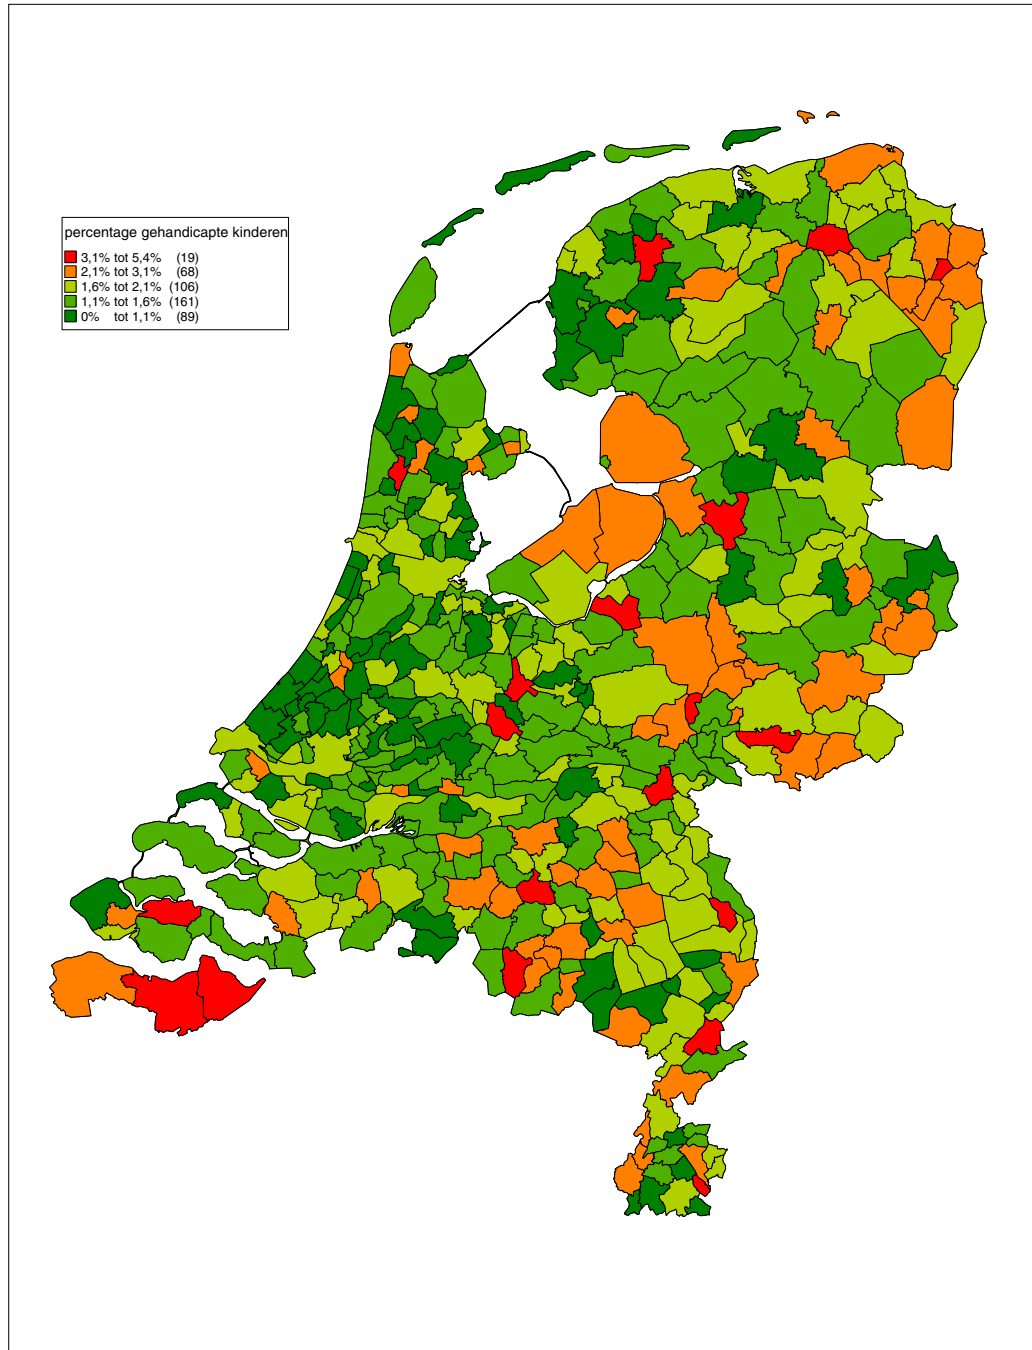 percentage gehandicapte kinderen
3,1% tot 5,4% (19)
2,1% tot 3,1% (68)
1,6% tot 2,1% (106)
1,1% tot 1,6% (161)
0% tot 1,1% (89)